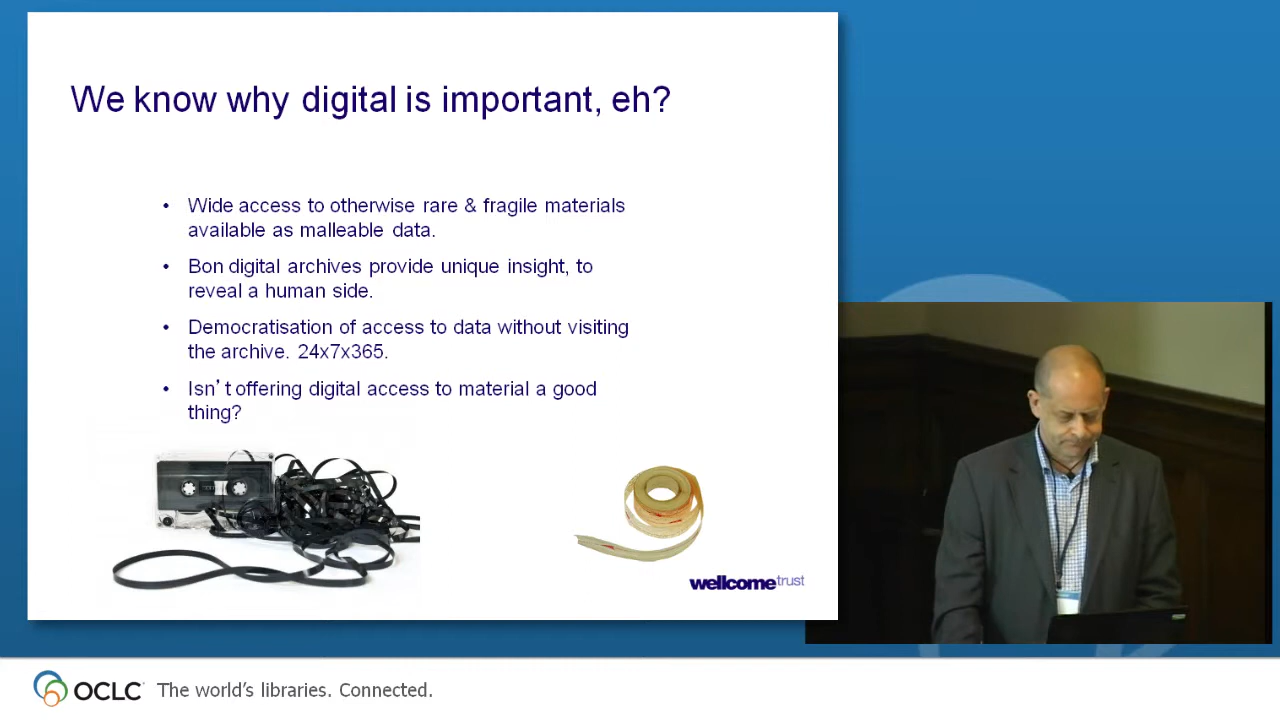 We know why digital is important, eh?
• Wide access to otherwise rare & fragile materials
available as malleable data.
• Bon digital archives provide unique insight, to
reveal a human side.
• Democratisation of access to data without visiting
the archive. 24x7x365.
• Isn’t offering digital access to material a good
thing?
wellcometrust
OCLC The world's libraries. Connected.